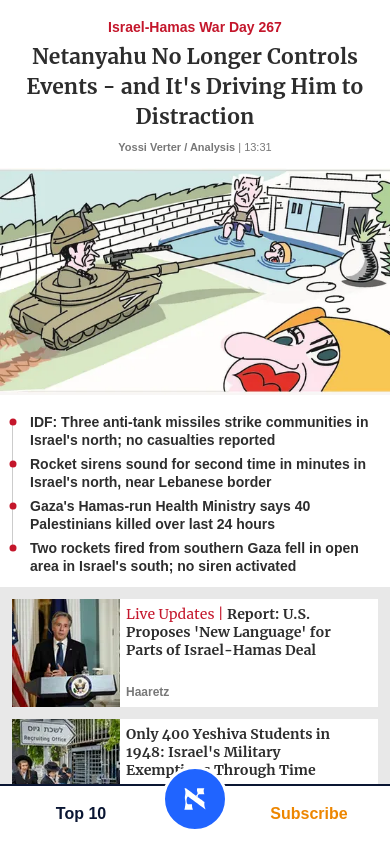 Israel-Hamas War Day 267
Netanyahu No Longer Controls
Events - and It's Driving Him to
Distraction
Yossi Verter / Analysis | 13:31
IDF: Three anti-tank missiles strike communities in
Israel's north; no casualties reported
Rocket sirens sound for second time in minutes in
Israel's north, near Lebanese border
Gaza's Hamas-run Health Ministry says 40
Palestinians killed over last 24 hours
Two rockets fired from southern Gaza fell in open
area in Israel's south; no siren activated
Live Updates | Report: U.S.
Proposes 'New Language' for
Parts of Israel-Hamas Deal
Haaretz
לשכת גיוס
Recruiting Office
Only 400 Yeshiva Students in
1948: Israel's Military
Exemptions Through Time
Top 10
Subscribe